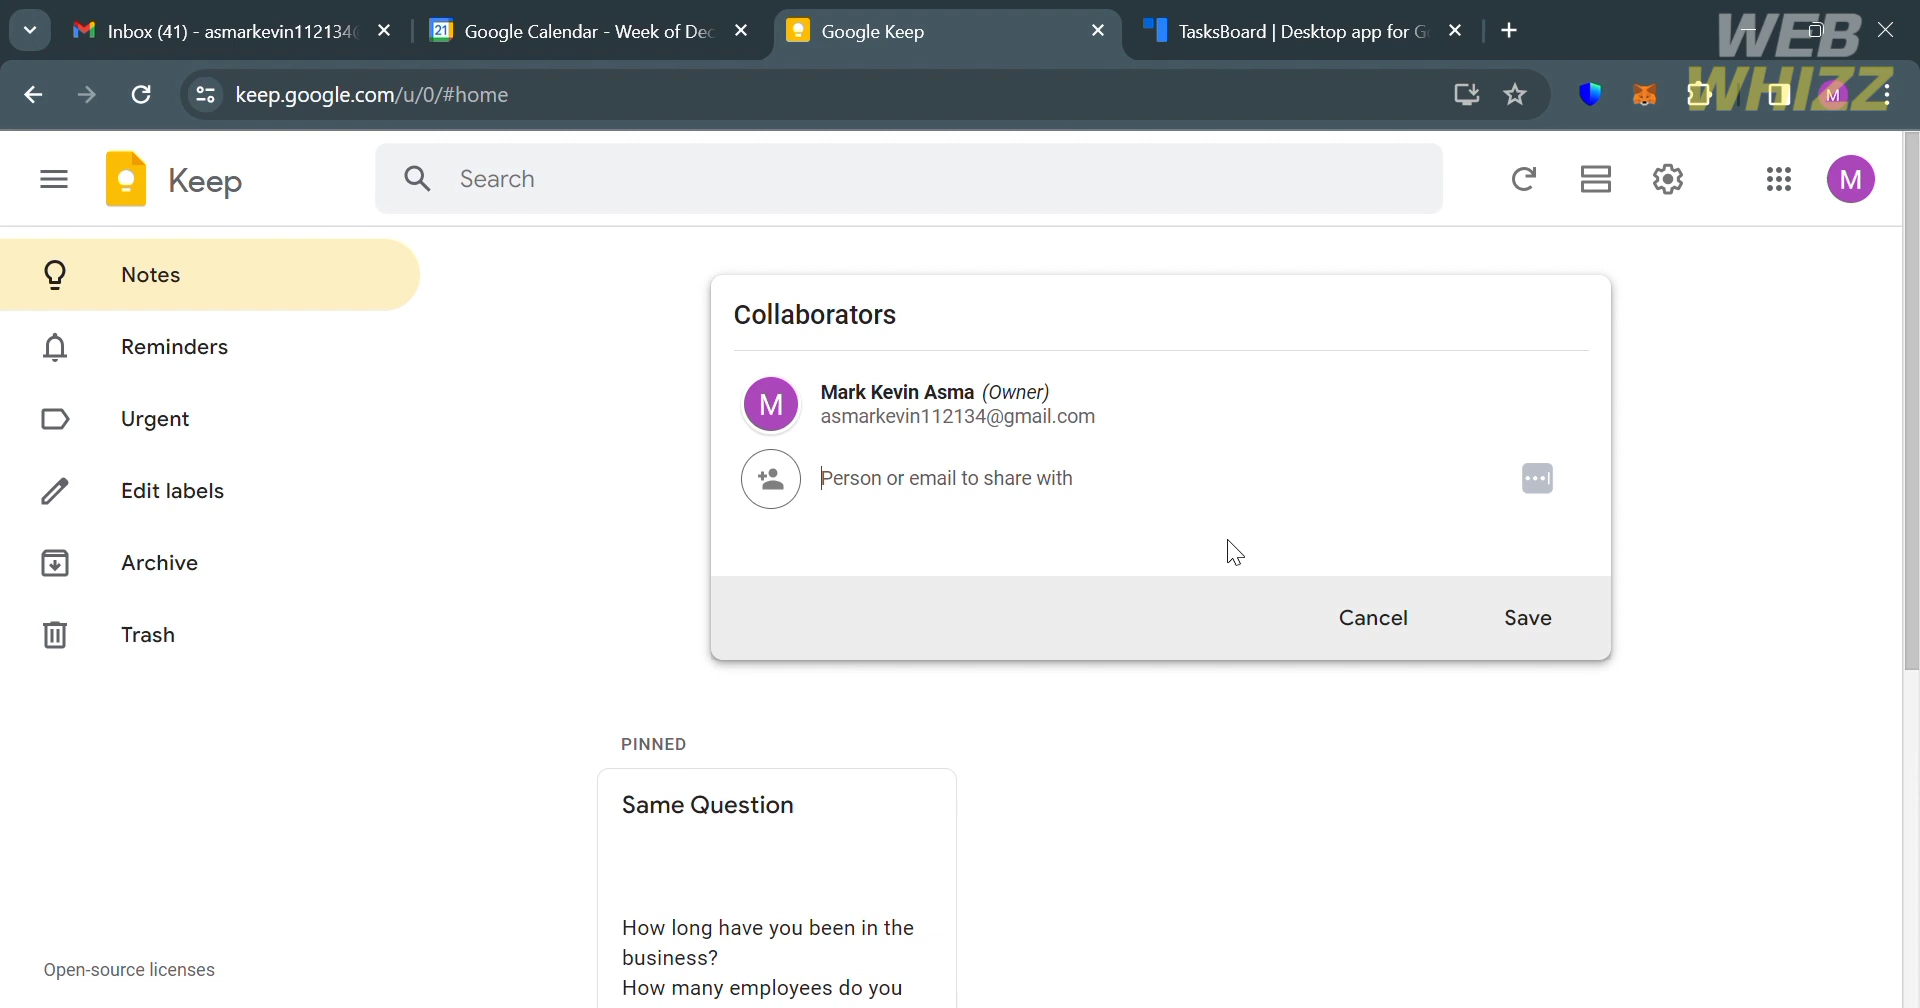 Inbox (41) - asmarkevin112134@
Google Calendar - Week of Dec
Google Keep
TasksBoard | Desktop app for G
WEB
WHIZZ
keep.google.com/u/0/#home
M
Keep
Search
M
Notes
Reminders
Urgent
Edit labels
Archive
Trash
Collaborators
M
Mark Kevin Asma (Owner)
asmarkevin112134@gmail.com
Person or email to share with
Cancel
Save
PINNED
Same Question
How long have you been in the
business?
How many employees do you
Open-source licenses